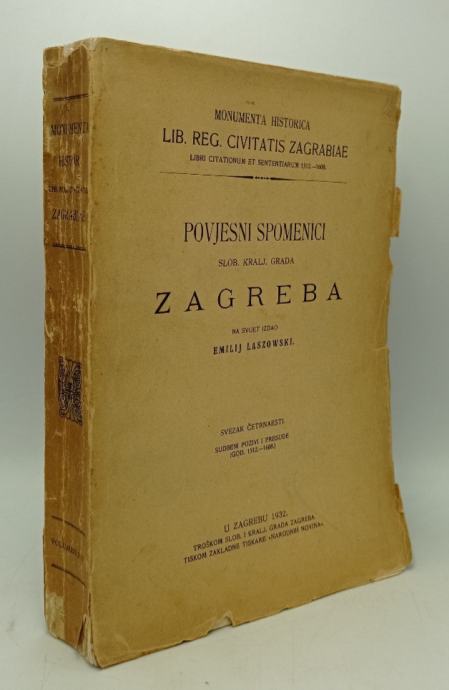 MONUMENTA HISTORICA
LIB. REG. CIVITATIS ZAGRABIAE
LIBRI CITATIONUM ET SENTENTIARUM 1512.—1608.
POVJESNI SPOMENICI
SLOB. KRALJ. GRADA
ZAGREBA
NA SVIJET IZDAO
EMILIJ LASZOWSKI.
SVEZAK ČETRNAESTI
SUDBENI POZIVI I PRESUDE
(GOD. 1512.—1608.)
U ZAGREBU 1932.
TROŠKOM SLOB. I KRALJ. GRADA ZAGREBA
TISKOM ZAKLADNE TISKARE «NARODNIH NOVINA».
MONUMENTA
HISTOR
ZAGRABIAE